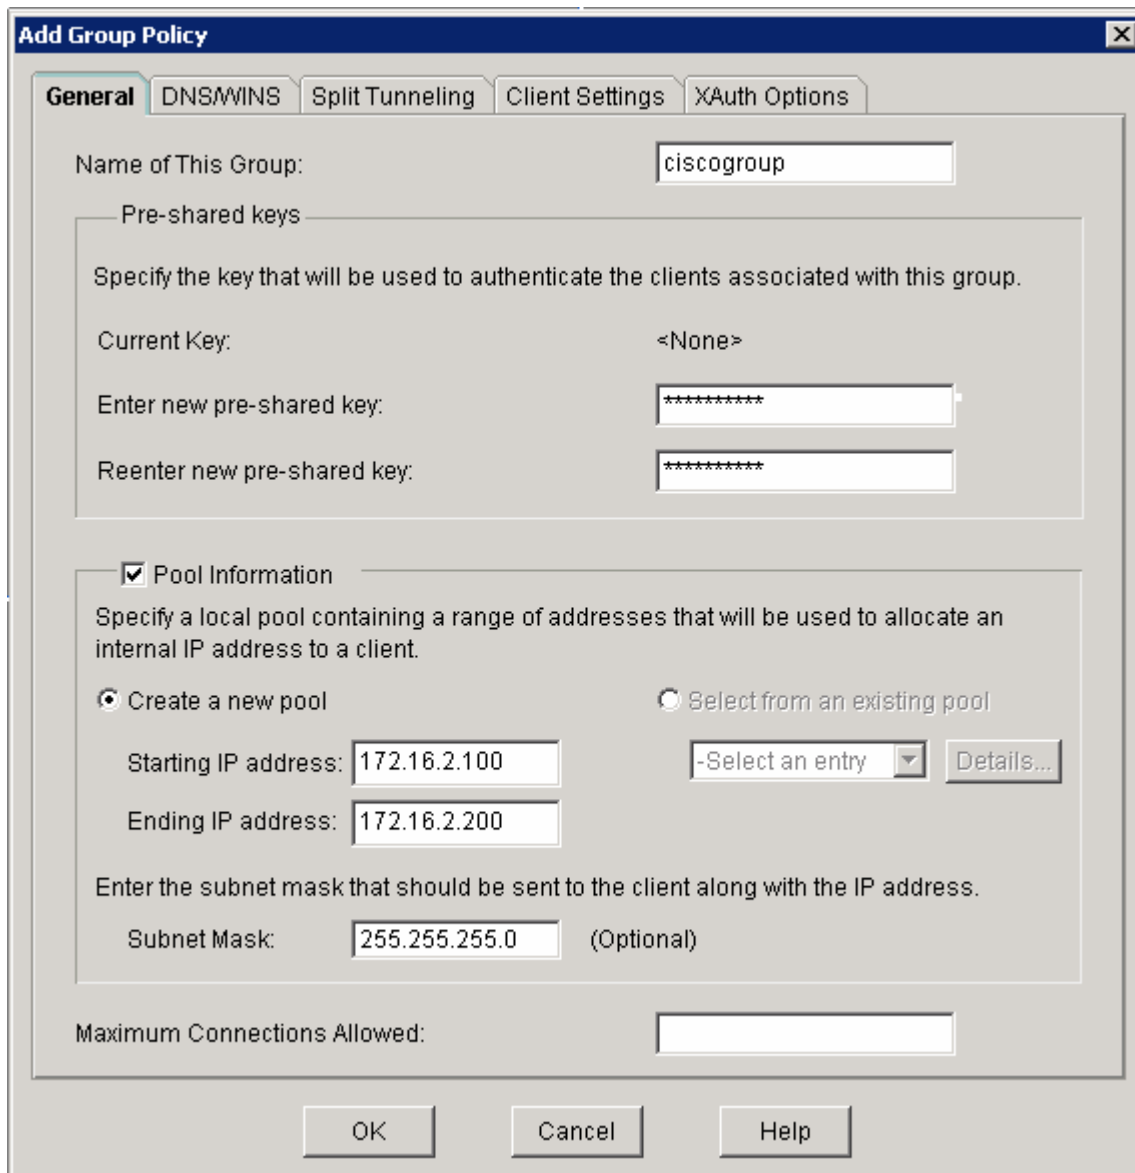 Add Group Policy
General DNS/WINS Split Tunneling Client Settings XAuth Options
Name of This Group: ciscogroup
Pre-shared keys
Specify the key that will be used to authenticate the clients associated with this group.
Current Key: <None>
Enter new pre-shared key: **********
Reenter new pre-shared key: **********
Pool Information
Specify a local pool containing a range of addresses that will be used to allocate an
internal IP address to a client.
Create a new pool Select from an existing pool
Starting IP address: 172.16.2.100 -Select an entry Details...
Ending IP address: 172.16.2.200
Enter the subnet mask that should be sent to the client along with the IP address.
Subnet Mask: 255.255.255.0 (Optional)
Maximum Connections Allowed:
OK Cancel Help